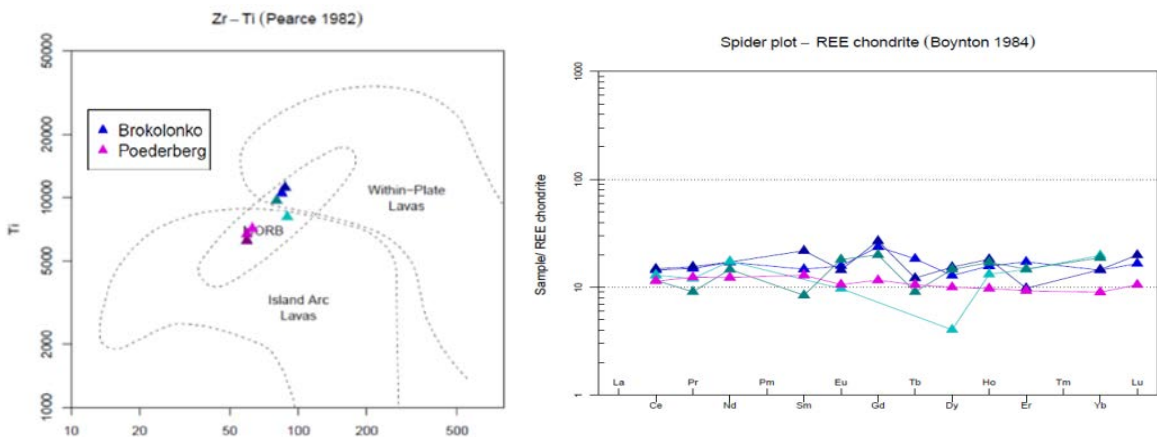 Zr – Ti (Pearce 1982)
50000
20000
10000
5000
2000
1000
Ti
Brokolonko
Poederberg
Within–Plate
Lavas
Island Arc
Lavas
10
20
50
100
200
500
Spider plot – REE chondrite (Boynton 1984)
Sample/ REE chondrite
1000
100
10
1
La
Pr
Pm
Eu
Tb
Ho
Tm
Lu
Ce
Nd
Sm
Gd
Dy
Er
Yb